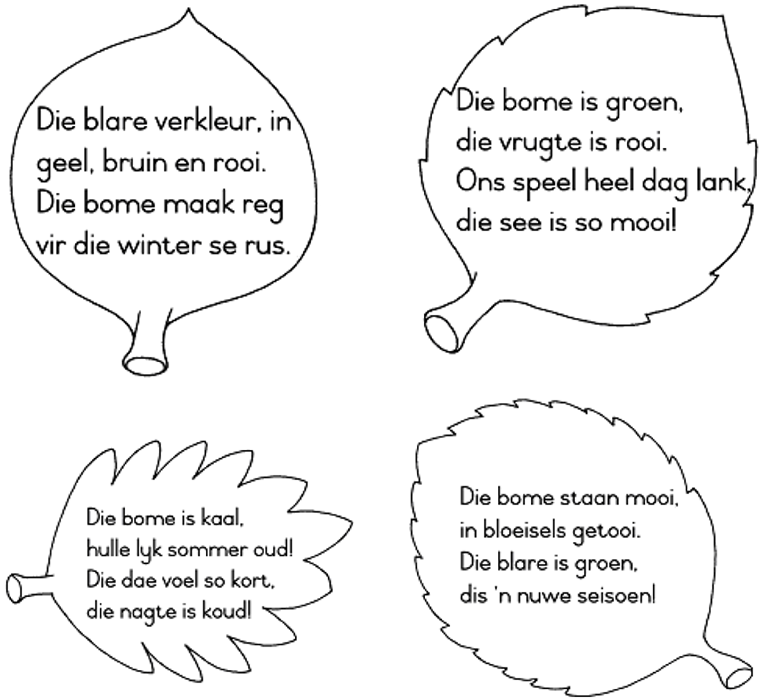 Die blare verkleur, in
geel, bruin en rooi.
Die bome maak reg
vir die winter se rus.
Die bome is groen,
die vrugte is rooi.
Ons speel heel dag lank,
die see is so mooi!
Die bome is kaal,
hulle lyk sommer oud!
Die dae voel so kort,
die nagte is koud!
Die bome staan mooi,
in bloeisels getooi.
Die blare is groen,
dis 'n nuwe seisoen!